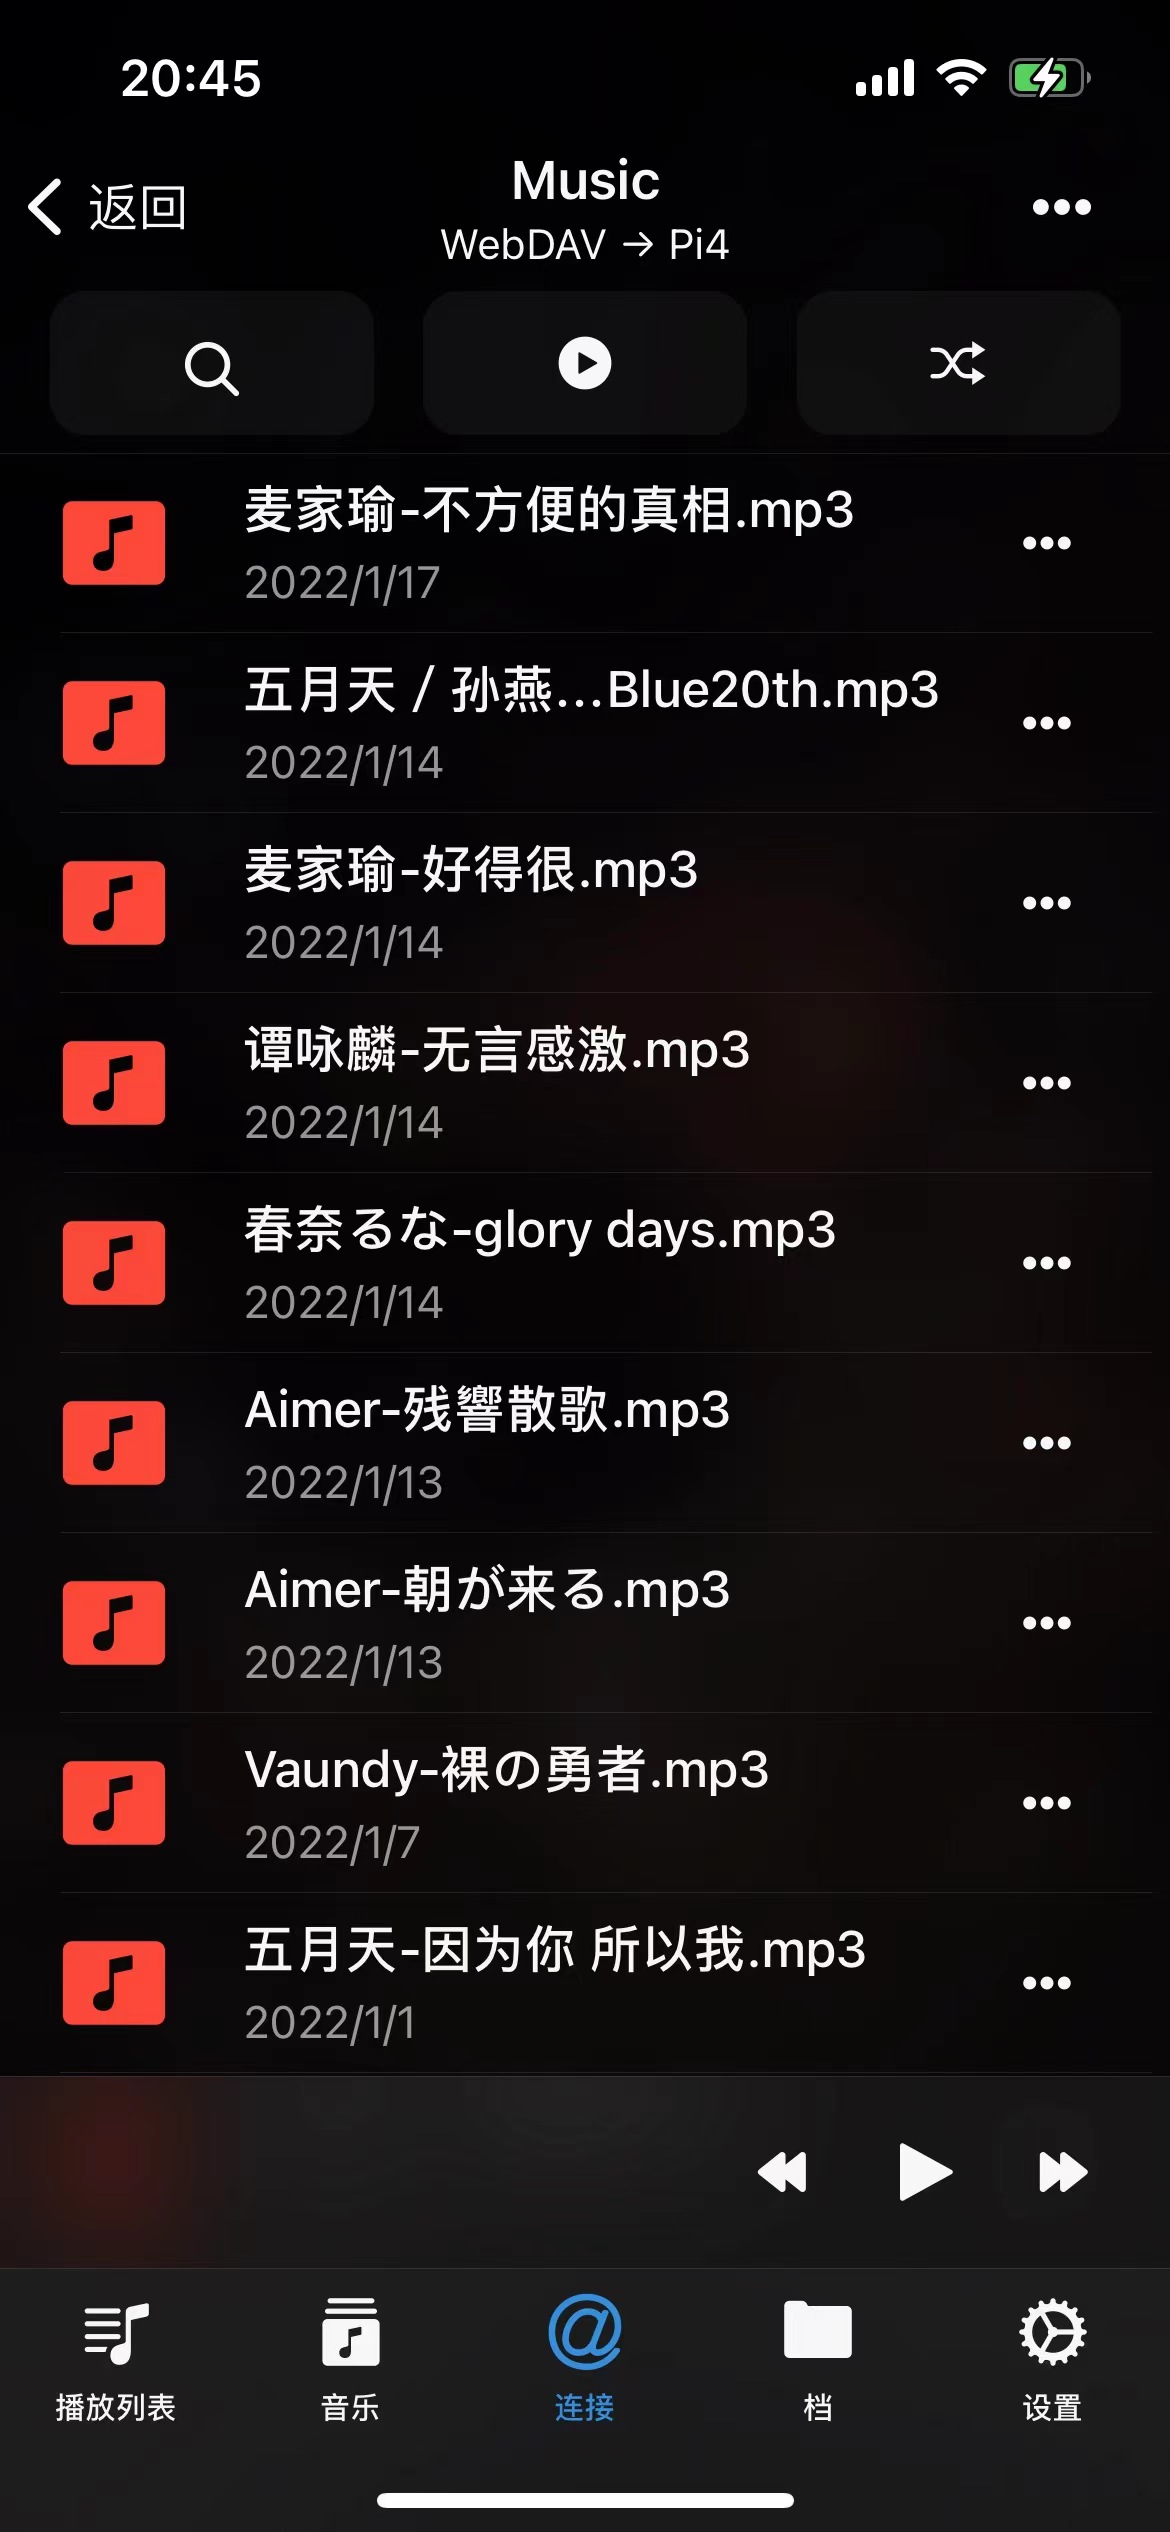 20:45
返回
Music
WebDAV → Pi4
麦家瑜-不方便的真相.mp3
2022/1/17
五月天 / 孙燕...Blue20th.mp3
2022/1/14
麦家瑜-好得很.mp3
2022/1/14
谭咏麟-无言感激.mp3
2022/1/14
春奈るな-glory days.mp3
2022/1/14
Aimer-残響散歌.mp3
2022/1/13
Aimer-朝が来る.mp3
2022/1/13
Vaundy-裸の勇者.mp3
2022/1/7
五月天-因为你 所以我.mp3
2022/1/1
播放列表
音乐
连接
档
设置